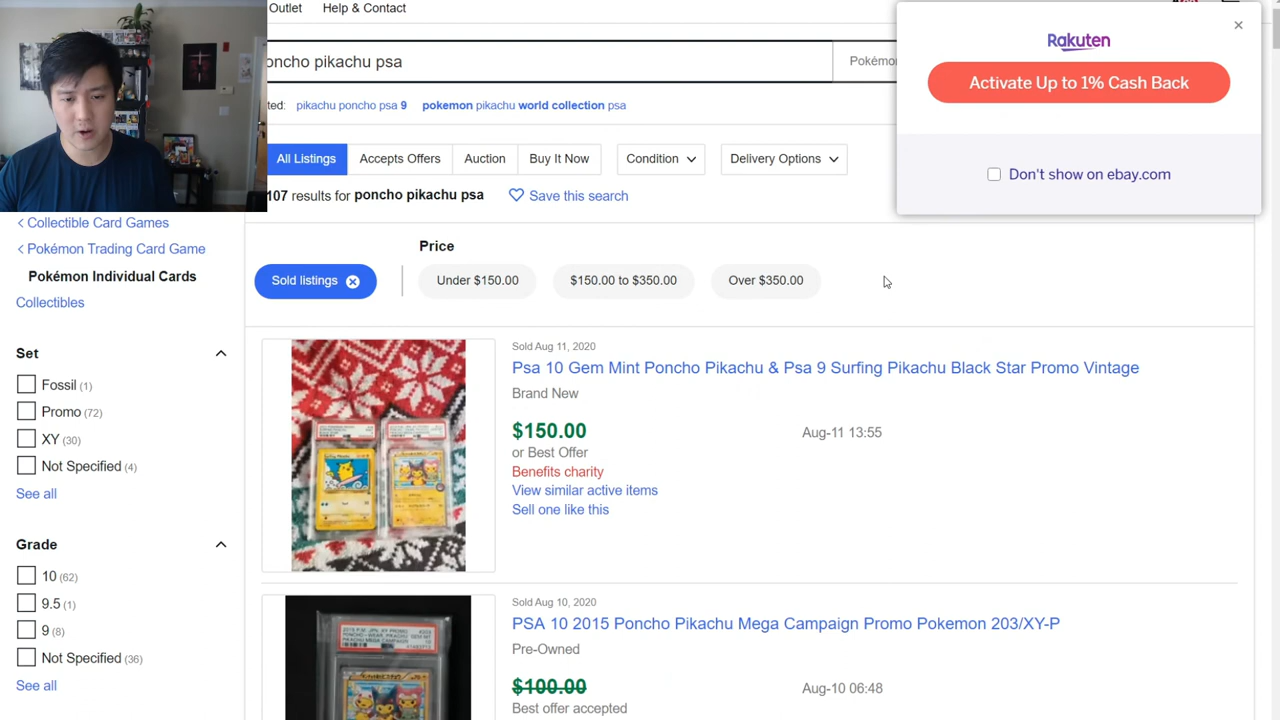 Outlet Help & Contact
oncho pikachu psa
Pokémo
ted: pikachu poncho psa 9 pokemon pikachu world collection psa
Rakuten
Activate Up to 1% Cash Back
Don't show on ebay.com
All Listings Accepts Offers Auction Buy It Now Condition Delivery Options
107 results for poncho pikachu psa Save this search
< Collectible Card Games
< Pokémon Trading Card Game
Pokémon Individual Cards
Collectibles
Price
Sold listings Under $150.00 $150.00 to $350.00 Over $350.00
Set
Fossil (1)
Promo (72)
XY (30)
Not Specified (4)
See all
Grade
10 (62)
9.5 (1)
9 (8)
Not Specified (36)
See all
Sold Aug 11, 2020
Psa 10 Gem Mint Poncho Pikachu & Psa 9 Surfing Pikachu Black Star Promo Vintage
Brand New
$150.00 Aug-11 13:55
or Best Offer
Benefits charity
View similar active items
Sell one like this
Sold Aug 10, 2020
PSA 10 2015 Poncho Pikachu Mega Campaign Promo Pokemon 203/XY-P
Pre-Owned
$100.00 Aug-10 06:48
Best offer accepted